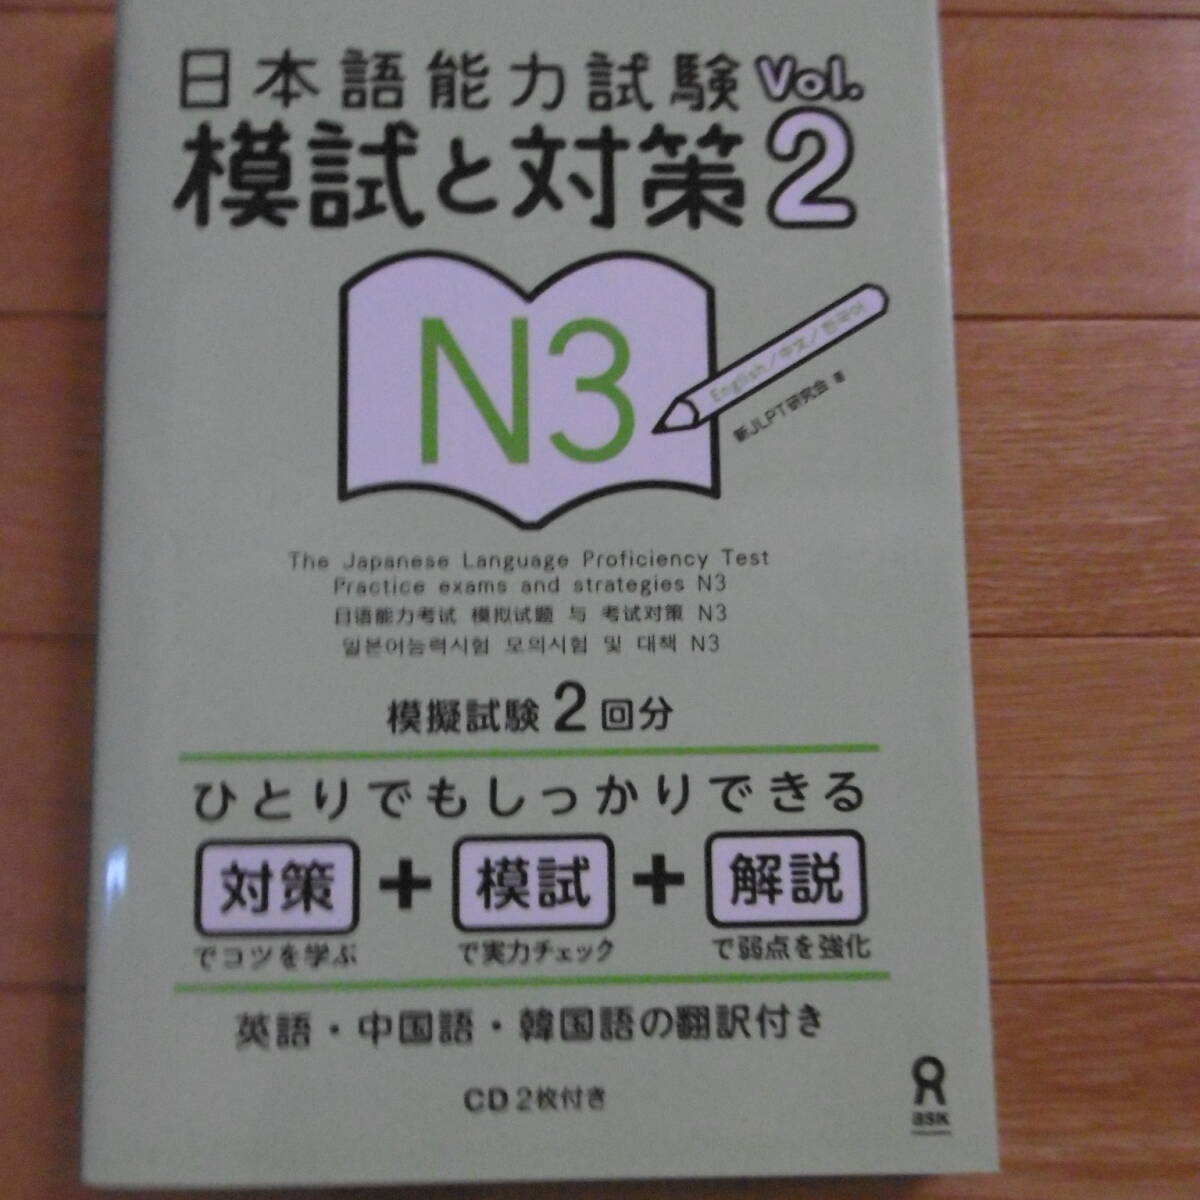 日本語能力試験 Vol.
模試と対策 2
N3
English/中文/한국어
新JLPT研究会 著
The Japanese Language Proficiency Test
Practice exams and strategies N3
日语能力考试 模拟试题 与 考试对策 N3
일본어능력시험 모의시험 및 대책 N3
模擬試験 2 回分
ひとりでもしっかりできる
対策 + 模試 + 解説
でコツを学ぶ で実力チェック で弱点を強化
英語・中国語・韓国語の翻訳付き
CD 2枚付き
ask